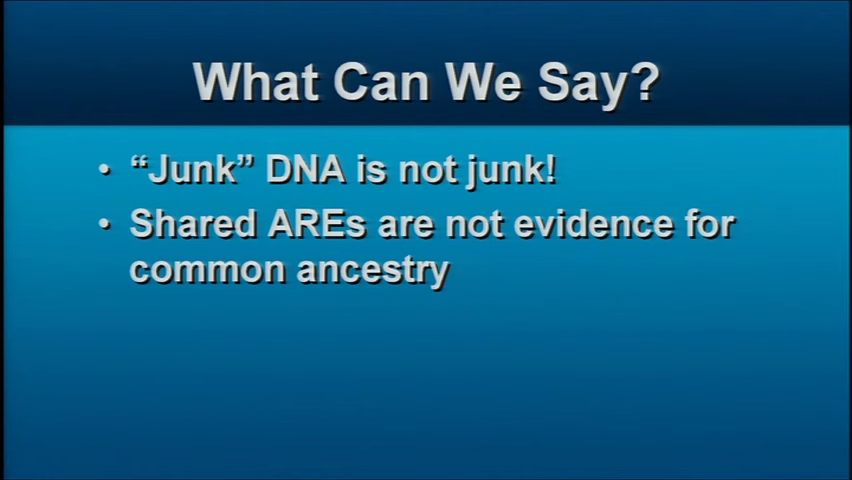 What Can We Say?
• “Junk” DNA is not junk!
• Shared AREs are not evidence for
common ancestry